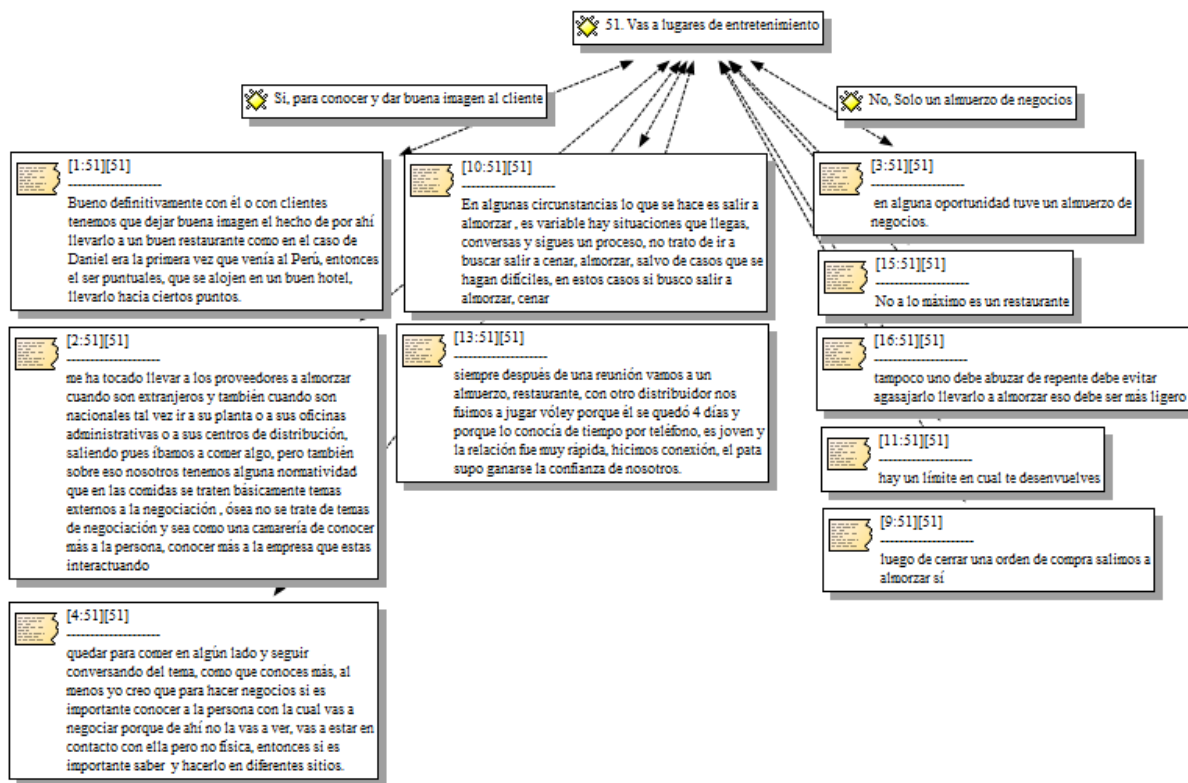 51. Vas a lugares de entretenimiento
Si, para conocer y dar buena imagen al cliente
No, Solo un almuerzo de negocios
[1:51][51]
--------------------
Bueno definitivamente con él o con clientes
tenemos que dejar buena imagen el hecho de por ahí
llevarlo a un buen restaurante como en el caso de
Daniel era la primera vez que venía al Perú, entonces
el ser puntuales, que se alojen en un buen hotel,
llevarlo hacia ciertos puntos.
[2:51][51]
--------------------
me ha tocado llevar a los proveedores a almorzar
cuando son extranjeros y también cuando son
nacionales tal vez ir a su planta o a sus oficinas
administrativas o a sus centros de distribución,
saliendo pues íbamos a comer algo, pero también
sobre eso nosotros tenemos alguna normatividad
que en las comidas se traten básicamente temas
externos a la negociación , ósea no se trate de temas
de negociación y sea como una camarería de conocer
más a la persona, conocer más a la empresa que estas
interactuando
[4:51][51]
--------------------
quedar para comer en algún lado y seguir
conversando del tema, como que conoces más, al
menos yo creo que para hacer negocios si es
importante conocer a la persona con la cual vas a
negociar porque de ahí no la vas a ver, vas a estar en
contacto con ella pero no física, entonces si es
importante saber y hacerlo en diferentes sitios.
[10:51][51]
--------------------
En algunas circunstancias lo que se hace es salir a
almorzar , es variable hay situaciones que llegas,
conversas y sigues un proceso, no trato de ir a
buscar salir a cenar, almorzar, salvo de casos que se
hagan difíciles, en estos casos si busco salir a
almorzar, cenar
[13:51][51]
--------------------
siempre después de una reunión vamos a un
almuerzo, restaurante, con otro distribuidor nos
fuimos a jugar vóley porque él se quedó 4 días y
porque lo conocía de tiempo por teléfono, es joven y
la relación fue muy rápida, hicimos conexión, el pata
supo ganarse la confianza de nosotros.
[3:51][51]
--------------------
en alguna oportunidad tuve un almuerzo de
negocios.
[15:51][51]
--------------------
No a lo máximo es un restaurante
[16:51][51]
--------------------
tampoco uno debe abuzar de repente debe evitar
agasajarlo llevarlo a almorzar eso debe ser más ligero
[11:51][51]
--------------------
hay un límite en cual te desenvuelves
[9:51][51]
--------------------
luego de cerrar una orden de compra salimos a
almorzar sí